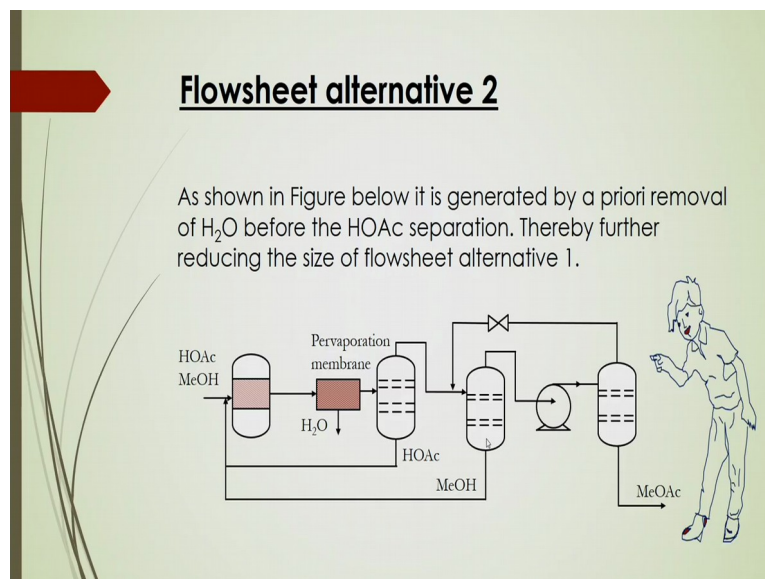 Flowsheet alternative 2
As shown in Figure below it is generated by a priori removal
of H₂O before the HOAc separation. Thereby further
reducing the size of flowsheet alternative 1.
HOAc
MeOH
Pervaporation
membrane
H₂O
HOAc
MeOH
MeOAc